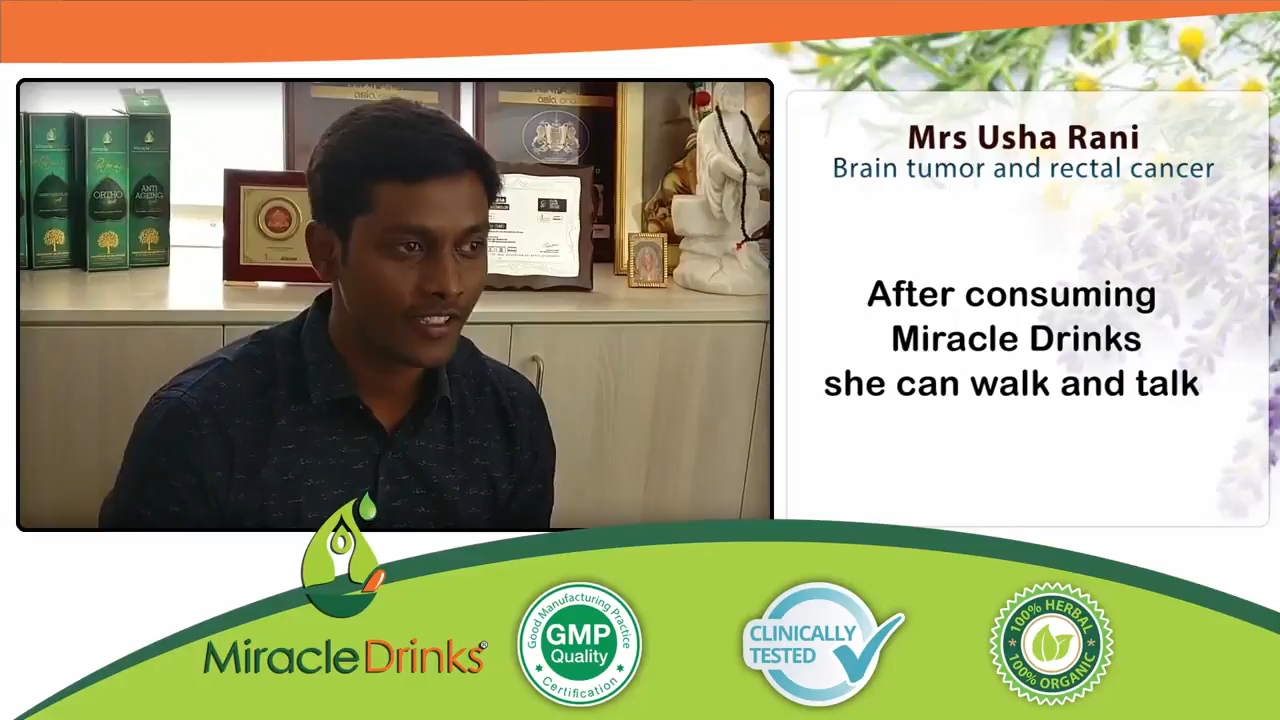 Mrs Usha Rani
Brain tumor and rectal cancer
After consuming
Miracle Drinks
she can walk and talk
ORTHO
ANTI
AGEING
MiracleDrinks®
Good Manufacturing Practice
GMP
Quality
Certification
CLINICALLY
TESTED
100% HERBAL
100% ORGANIC